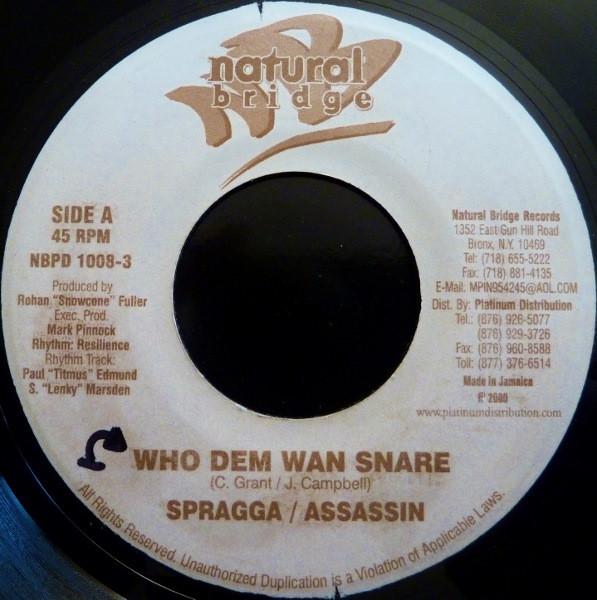 natural
bridge
SIDE A
45 RPM
NBPD 1008-3
Produced by
Rohan "Snowcone" Fuller
Exec. Prod.
Mark Pinnock
Rhythm: Resilience
Rhythm Track:
Paul "Titmus" Edmund
S. "Lenky" Marsden
Natural Bridge Records
1352 East Gun Hill Road
Bronx, N.Y. 10469
Tel: (718) 655-5222
Fax: (718) 881-4135
E-Mail: MPIN954245@AOL.COM
Dist. By: Platinum Distribution
Tel.: (876) 926-5077
(876) 929-3726
Fax: (876) 960-8588
Toll: (877) 376-6514
Made in Jamaica
℗ 2000
www.platinumdistribution.com
WHO DEM WAN SNARE
(C. Grant / J. Campbell)
SPRAGGA / ASSASSIN
All Rights Reserved. Unauthorized Duplication is a Violation of Applicable Laws.